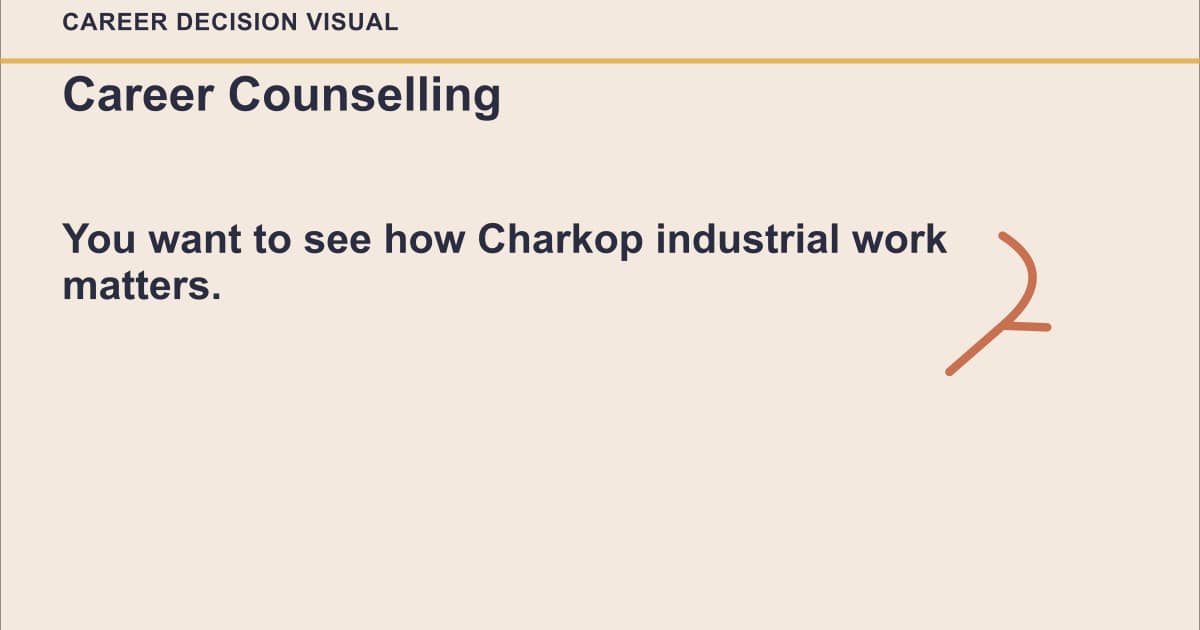 CAREER DECISION VISUAL
Career Counselling
You want to see how Charkop industrial work
matters.